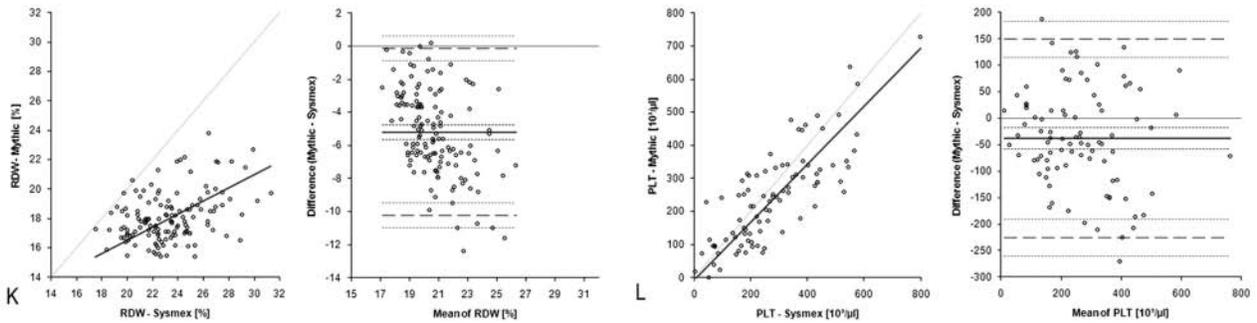 RDW- Mythic [%]
32
30
28
26
24
22
20
18
16
14
14 16 18 20 22 24 26 28 30 32
RDW - Sysmex [%]
K
Difference (Mythic - Sysmex)
2
0
-2
-4
-6
-8
-10
-12
-14
15 17 19 21 23 25 27 29 31
Mean of RDW [%]
PLT - Mythic [10³/µl]
800
700
600
500
400
300
200
100
0
0 200 400 600 800
PLT - Sysmex [10³/µl]
L
Difference (Mythic - Sysmex)
200
150
100
50
0
-50
-100
-150
-200
-250
-300
0 200 400 600 800
Mean of PLT [10³/µl]